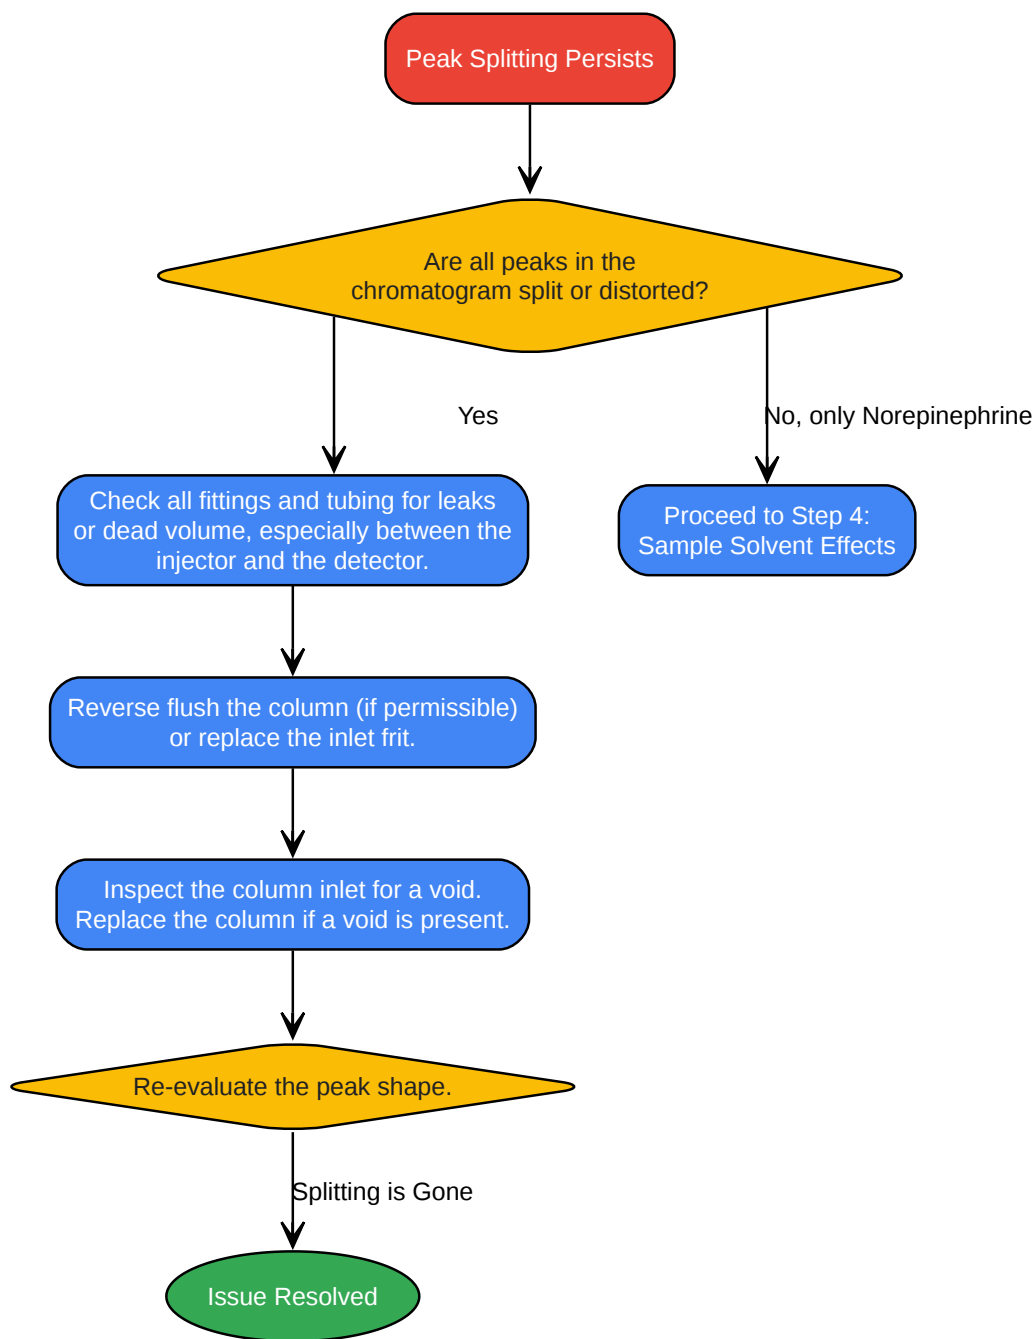 Peak Splitting Persists
Are all peaks in the
chromatogram split or distorted?
Yes
No, only Norepinephrine
Check all fittings and tubing for leaks
or dead volume, especially between the
injector and the detector.
Proceed to Step 4:
Sample Solvent Effects
Reverse flush the column (if permissible)
or replace the inlet frit.
Inspect the column inlet for a void.
Replace the column if a void is present.
Re-evaluate the peak shape.
Splitting is Gone
Issue Resolved